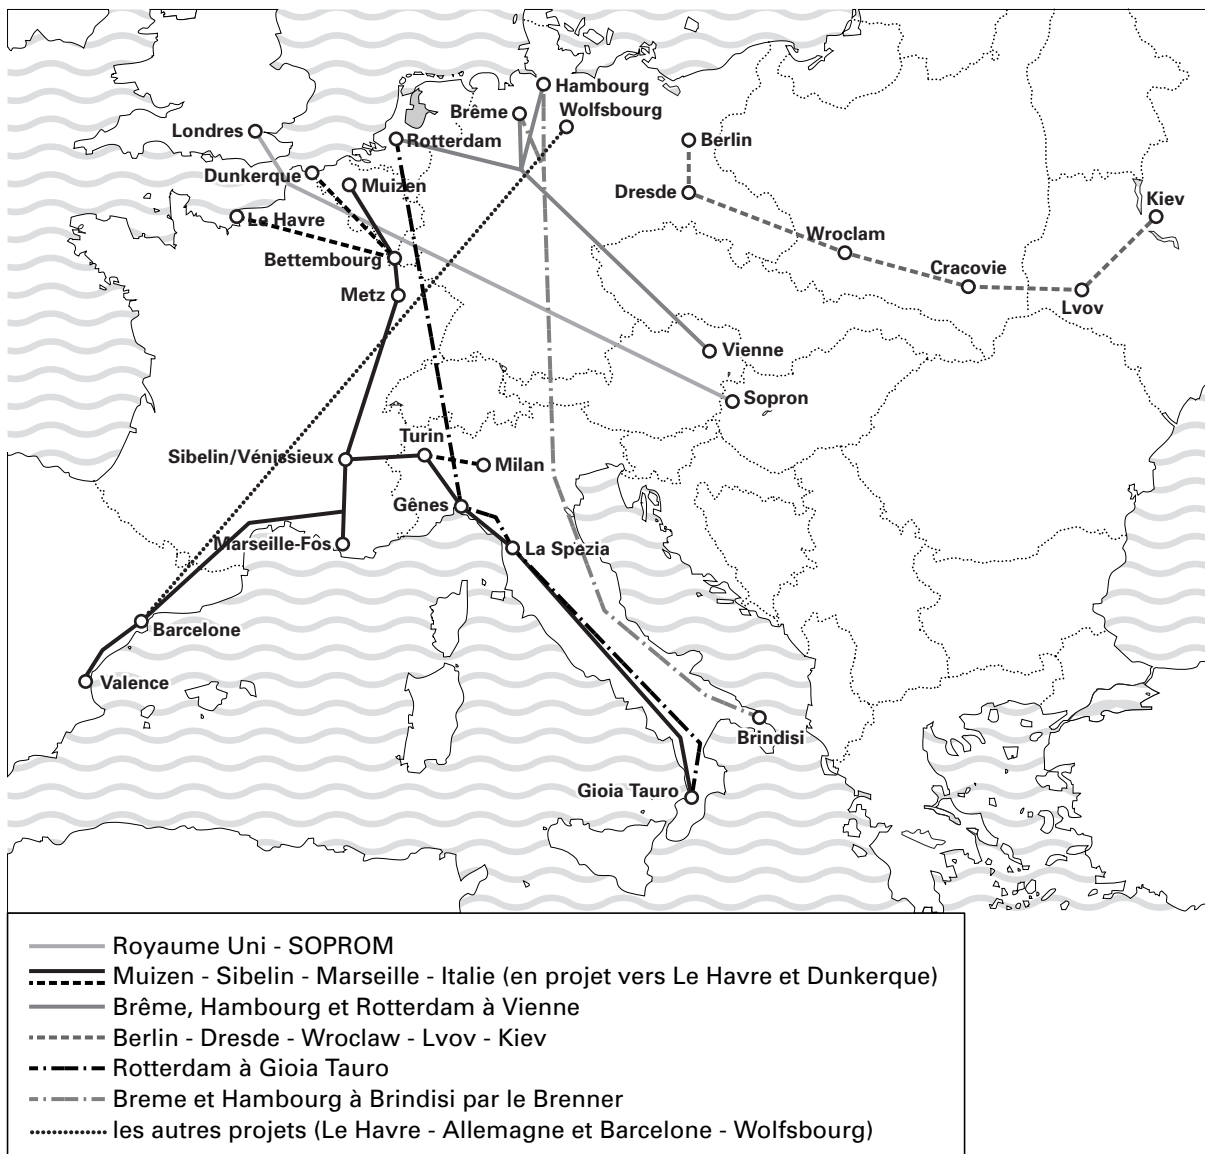 Hambourg
Brême
Wolfsbourg
Londres
Rotterdam
Berlin
Dunkerque
Muizen
Dresde
Kiev
Le Havre
Wroclam
Bettembourg
Cracovie
Metz
Lvov
Vienne
Sopron
Turin
Sibelin/Vénissieux
Milan
Gênes
Marseille-Fos
La Spezia
Barcelone
Valence
Brindisi
Gioia Tauro
Royaume Uni - SOPROM
Muizen - Sibelin - Marseille - Italie (en projet vers Le Havre et Dunkerque)
Brême, Hambourg et Rotterdam à Vienne
Berlin - Dresde - Wroclaw - Lvov - Kiev
Rotterdam à Gioia Tauro
Breme et Hambourg à Brindisi par le Brenner
les autres projets (Le Havre - Allemagne et Barcelone - Wolfsbourg)